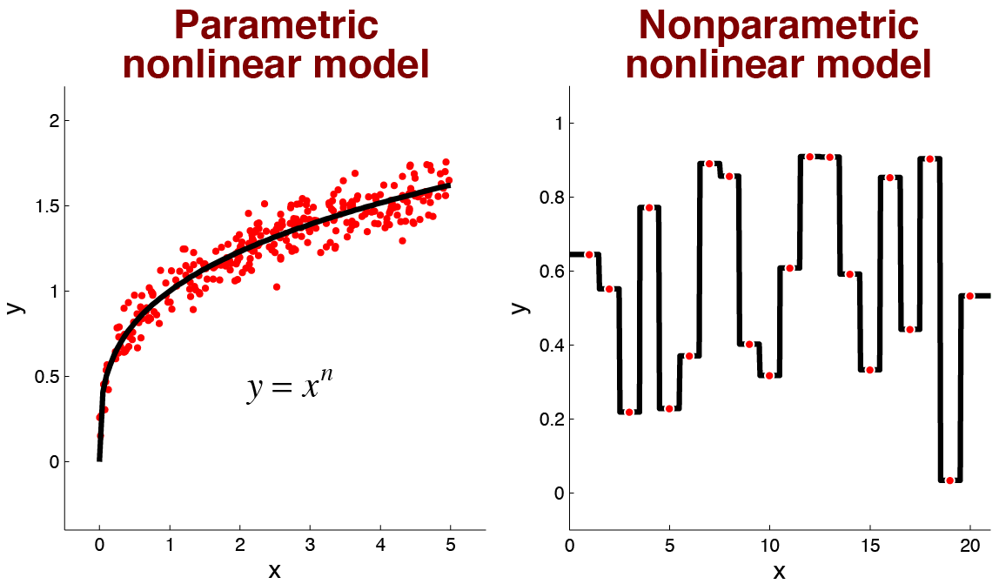 Parametric
nonlinear model
2
1.5
1
0.5
0
y
y = xⁿ
0 1 2 3 4 5
x
Nonparametric
nonlinear model
1
0.8
0.6
0.4
0.2
0
y
0 5 10 15 20
x